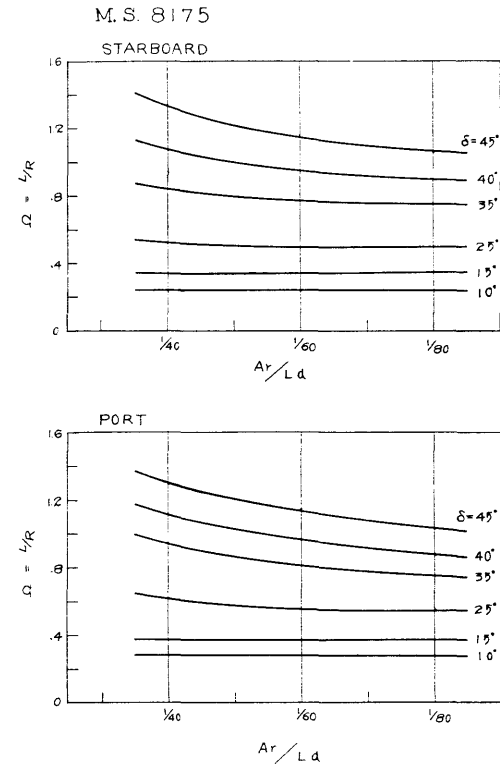 M. S. 8175
STARBOARD
1.6
1.2
.8
.4
0
Ω = L/R
δ=45°
40°
35°
25°
15°
10°
1/40
1/60
1/80
Ar/Ld
PORT
1.6
1.2
.8
.4
0
Ω = L/R
δ=45°
40°
35°
25°
15°
10°
1/40
1/60
1/80
Ar/Ld